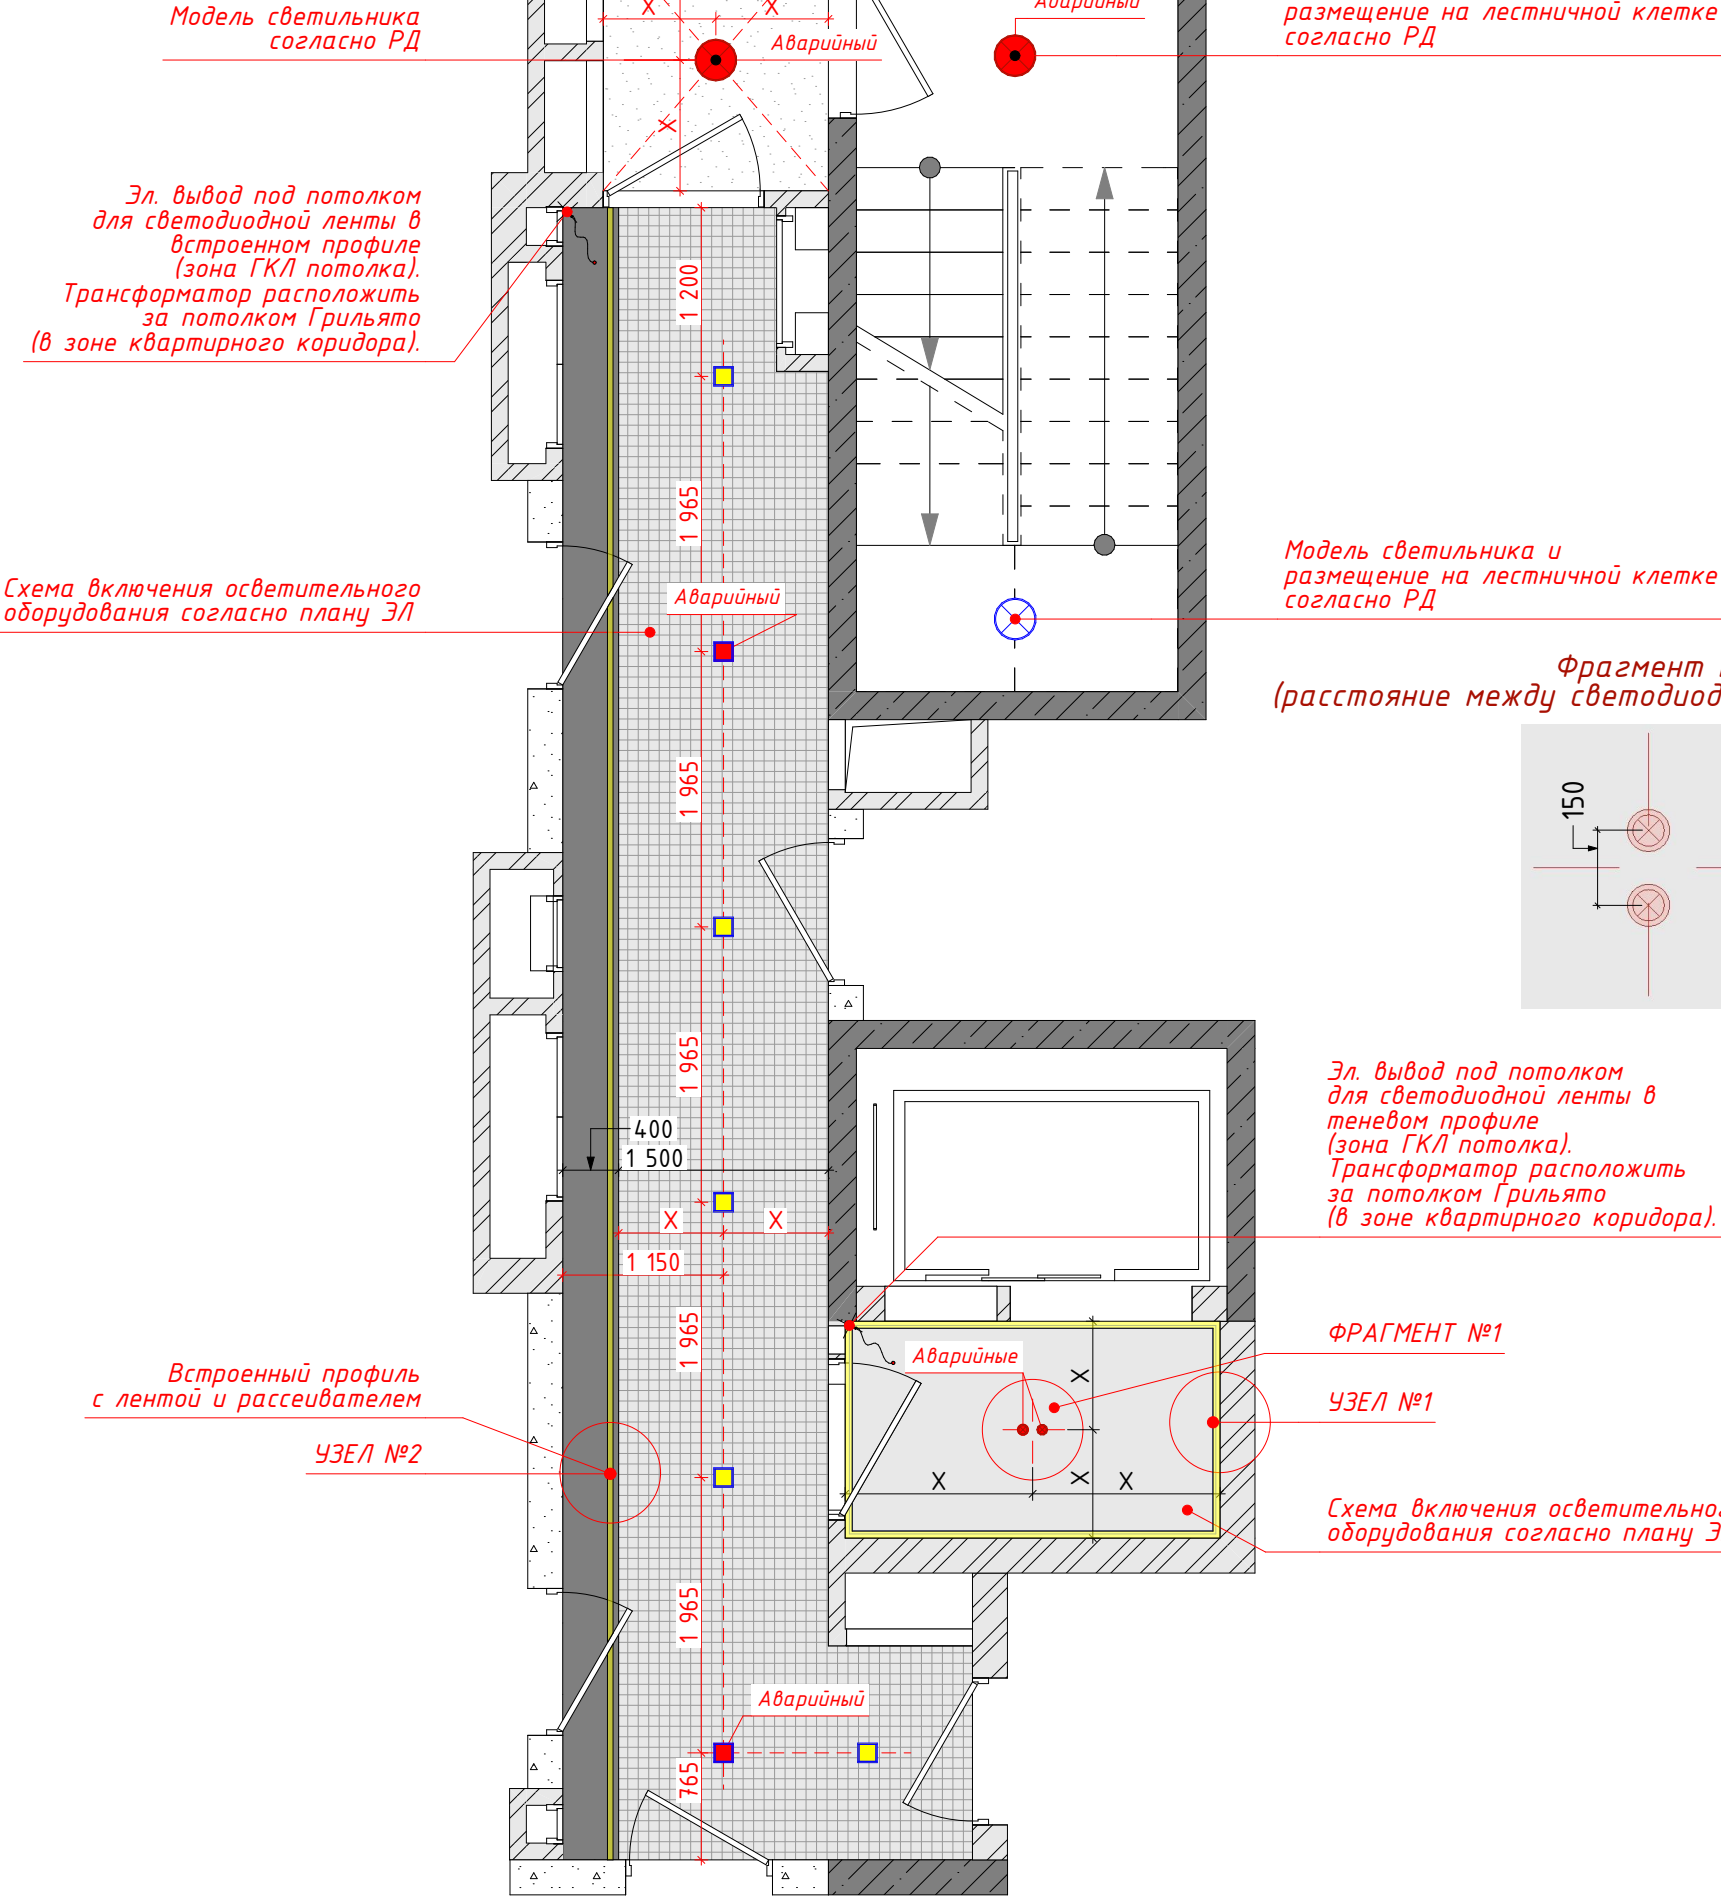 Модель светильника
согласно РД
X
X
Аварийный
X
Аварийный
размещение на лестничной клетке
согласно РД
Эл. вывод под потолком
для светодиодной ленты в
встроенном профиле
(зона ГКЛ потолка).
Трансформатор расположить
за потолком Грильято
(в зоне квартирного коридора).
1 200
1 965
Схема включения осветительного
оборудования согласно плану ЭЛ
Аварийный
Модель светильника и
размещение на лестничной клетке
согласно РД
Фрагмент
(расстояние между светодиод
150
1 965
1 965
400
1 500
X
X
1 150
1 965
Эл. вывод под потолком
для светодиодной ленты в
теневом профиле
(зона ГКЛ потолка).
Трансформатор расположить
за потолком Грильято
(в зоне квартирного коридора).
ФРАГМЕНТ №1
Аварийные
X
X
X
X
УЗЕЛ №1
Встроенный профиль
с лентой и рассеивателем
УЗЕЛ №2
Схема включения осветительног
оборудования согласно плану Э
1 965
Аварийный
765